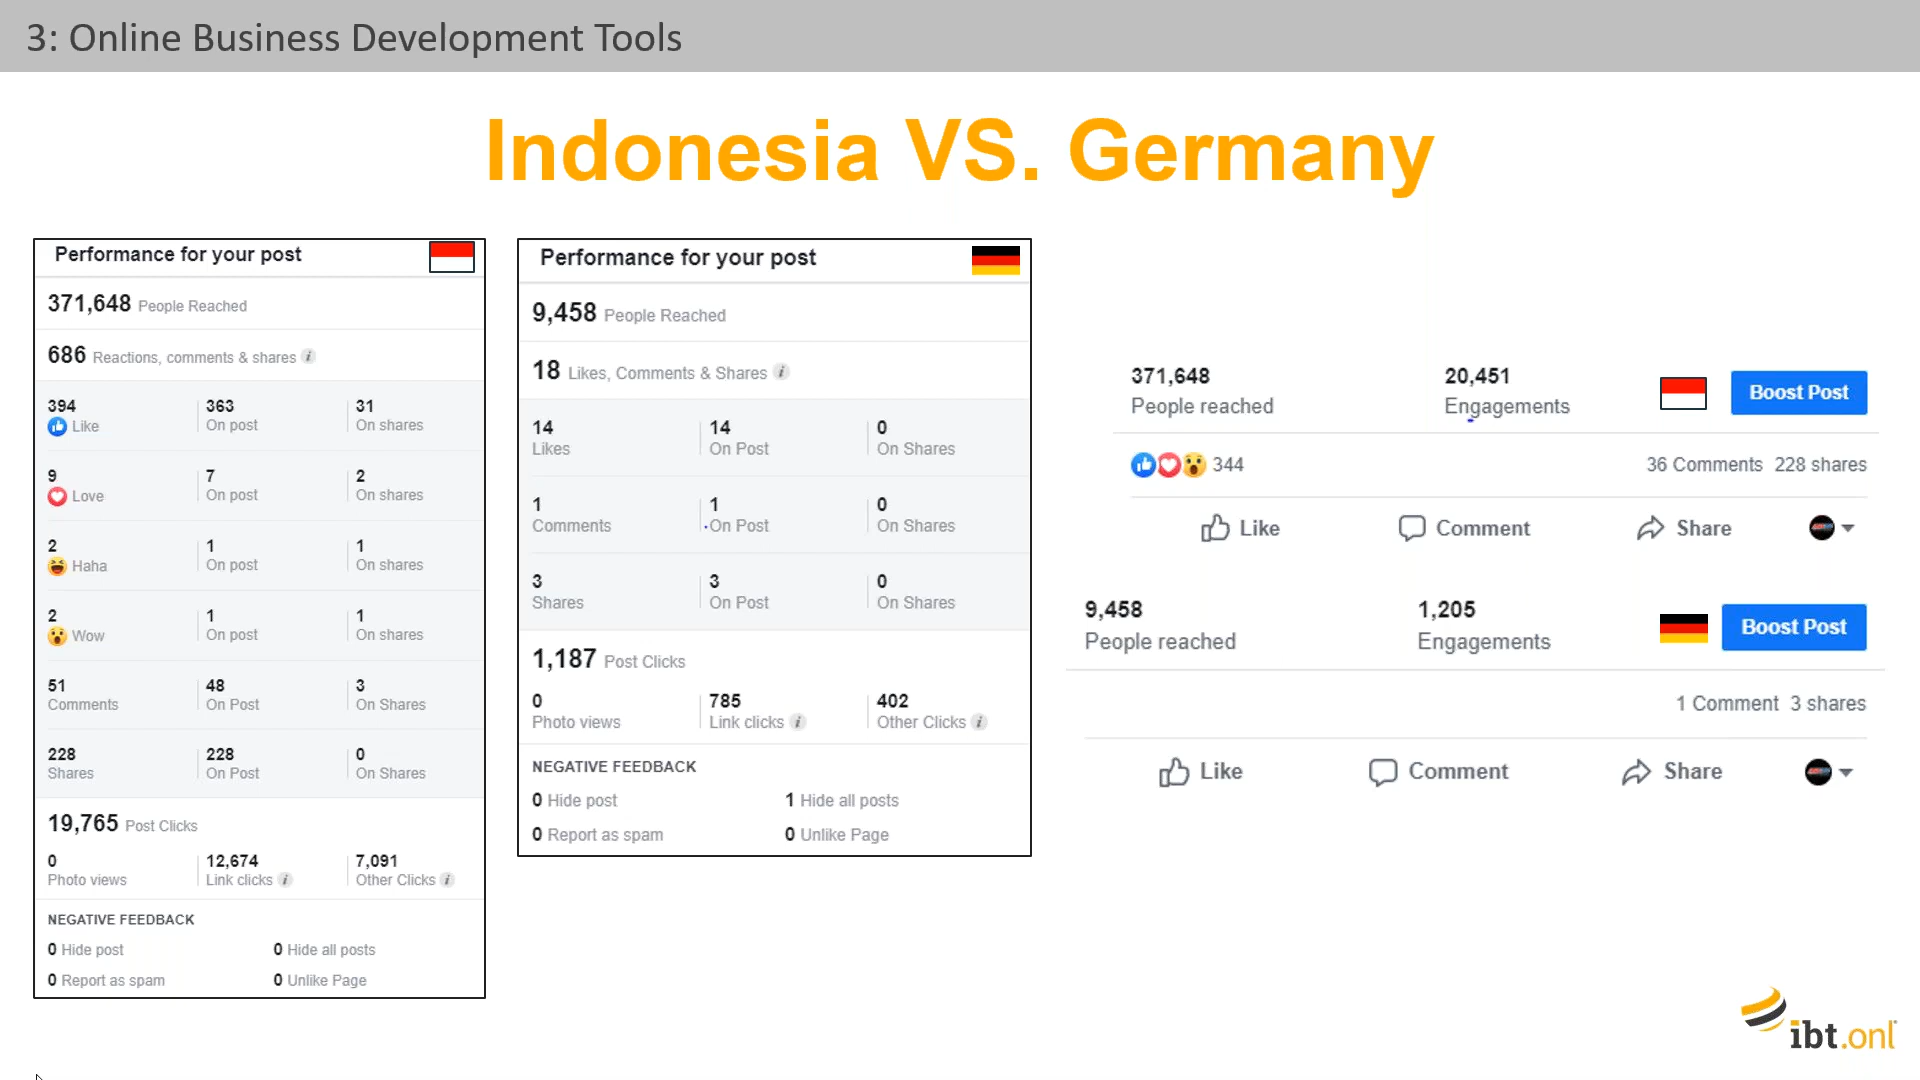 3: Online Business Development Tools
Indonesia VS. Germany
Performance for your post
371,648 People Reached
686 Reactions, comments & shares i
394 363 31
Like On post On shares
9 7 2
Love On post On shares
2 1 1
Haha On post On shares
2 1 1
Wow On post On shares
51 48 3
Comments On Post On Shares
228 228 0
Shares On Post On Shares
19,765 Post Clicks
0 12,674 7,091
Photo views Link clicks i Other Clicks i
NEGATIVE FEEDBACK
0 Hide post 0 Hide all posts
0 Report as spam 0 Unlike Page
Performance for your post
9,458 People Reached
18 Likes, Comments & Shares i
14 14 0
Likes On Post On Shares
1 1 0
Comments On Post On Shares
3 3 0
Shares On Post On Shares
1,187 Post Clicks
0 785 402
Photo views Link clicks i Other Clicks i
NEGATIVE FEEDBACK
0 Hide post 1 Hide all posts
0 Report as spam 0 Unlike Page
371,648 20,451
People reached Engagements Boost Post
344 36 Comments 228 shares
Like Comment Share
9,458 1,205
People reached Engagements Boost Post
1 Comment 3 shares
Like Comment Share
ibt.onl